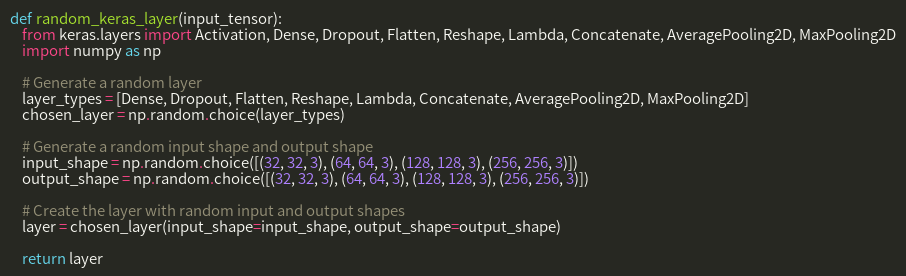 def random_keras_layer(input_tensor):
    from keras.layers import Activation, Dense, Dropout, Flatten, Reshape, Lambda, Concatenate, AveragePooling2D, MaxPooling2D
    import numpy as np
    # Generate a random layer
    layer_types = [Dense, Dropout, Flatten, Reshape, Lambda, Concatenate, AveragePooling2D, MaxPooling2D]
    chosen_layer = np.random.choice(layer_types)
    # Generate a random input shape and output shape
    input_shape = np.random.choice([(32, 32, 3), (64, 64, 3), (128, 128, 3), (256, 256, 3)])
    output_shape = np.random.choice([(32, 32, 3), (64, 64, 3), (128, 128, 3), (256, 256, 3)])
    # Create the layer with random input and output shapes
    layer = chosen_layer(input_shape=input_shape, output_shape=output_shape)
    return layer